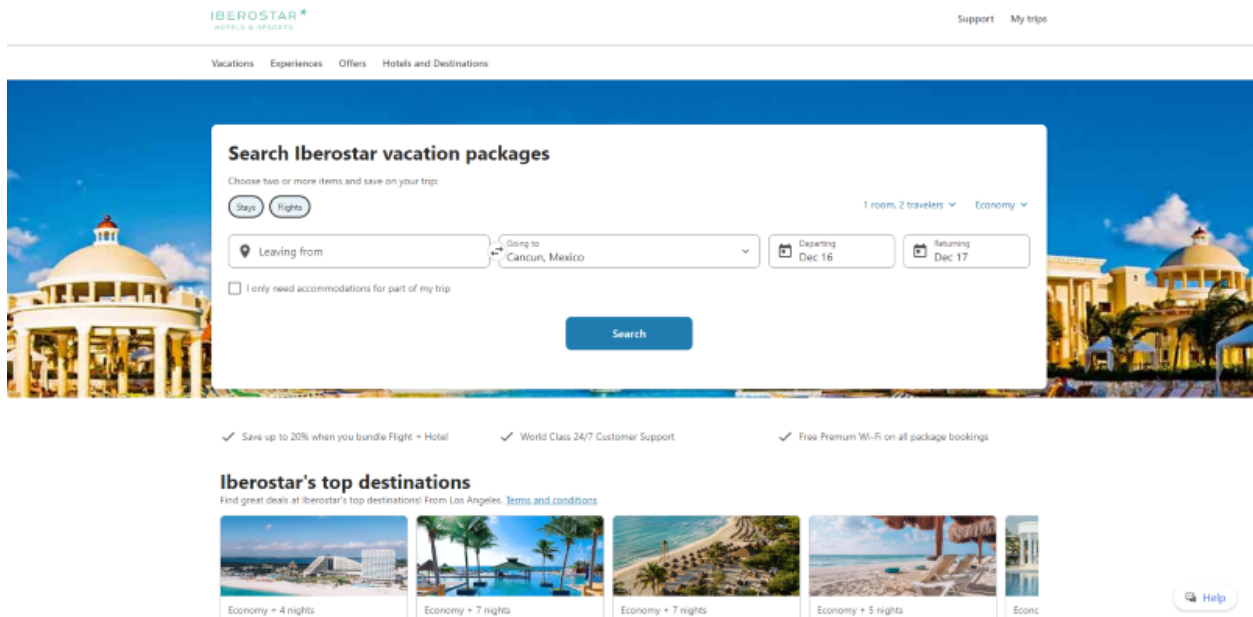 IBEROSTAR*
HOTELS & RESORTS
Support My trips
Vacations Experiences Offers Hotels and Destinations
Search Iberostar vacation packages
Choose two or more items and save on your trip:
Stays Flights
1 room, 2 travelers Economy
Leaving from
Going to
Cancun, Mexico
Departing
Dec 16
Returning
Dec 17
I only need accommodations for part of my trip
Search
Save up to 20% when you bundle Flight + Hotel
World Class 24/7 Customer Support
Free Premum Wi-Fi on all package bookings
Iberostar's top destinations
Find great deals at Iberostar's top destinations! From Los Angeles. Terms and conditions
Economy + 4 nights
Economy + 7 nights
Economy + 7 nights
Economy + 5 nights
Econc
Help